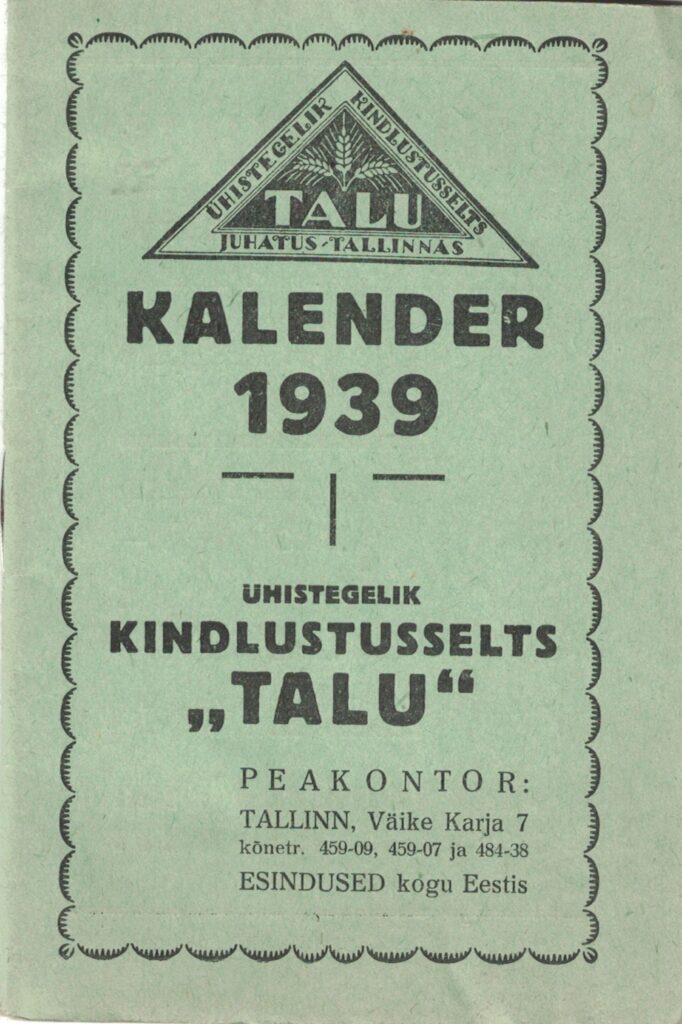 ÜHISTEGELIK KINDLUSTUSSELTS
TALU
JUHATUS-TALLINNAS
KALENDER
1939
ÜHISTEGELIK
KINDLUSTUSSELTS
„TALU“
PEAKONTOR:
TALLINN, Väike Karja 7
kõnetr. 459-09, 459-07 ja 484-38
ESINDUSED kogu Eestis